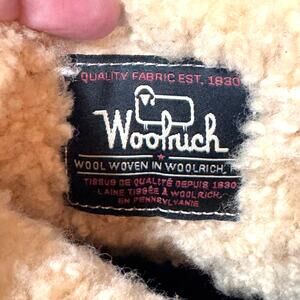 QUALITY FABRIC EST. 1830
Woolrich
WOOL WOVEN IN WOOLRICH,
TISSUS DE QUALITÉ DEPUIS 1830
LAINE TISSÉE À WOOLRICH
EN PENNSYLVANIE